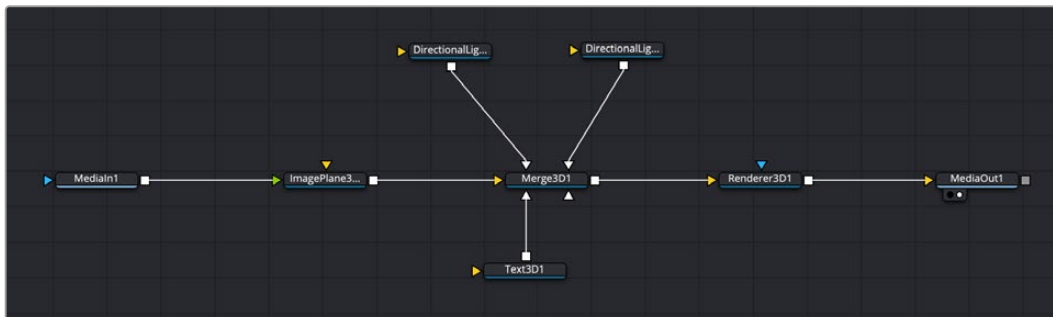 DirectionalLig...
DirectionalLig...
MediaIn1
ImagePlane3...
Merge3D1
Renderer3D1
MediaOut1
Text3D1